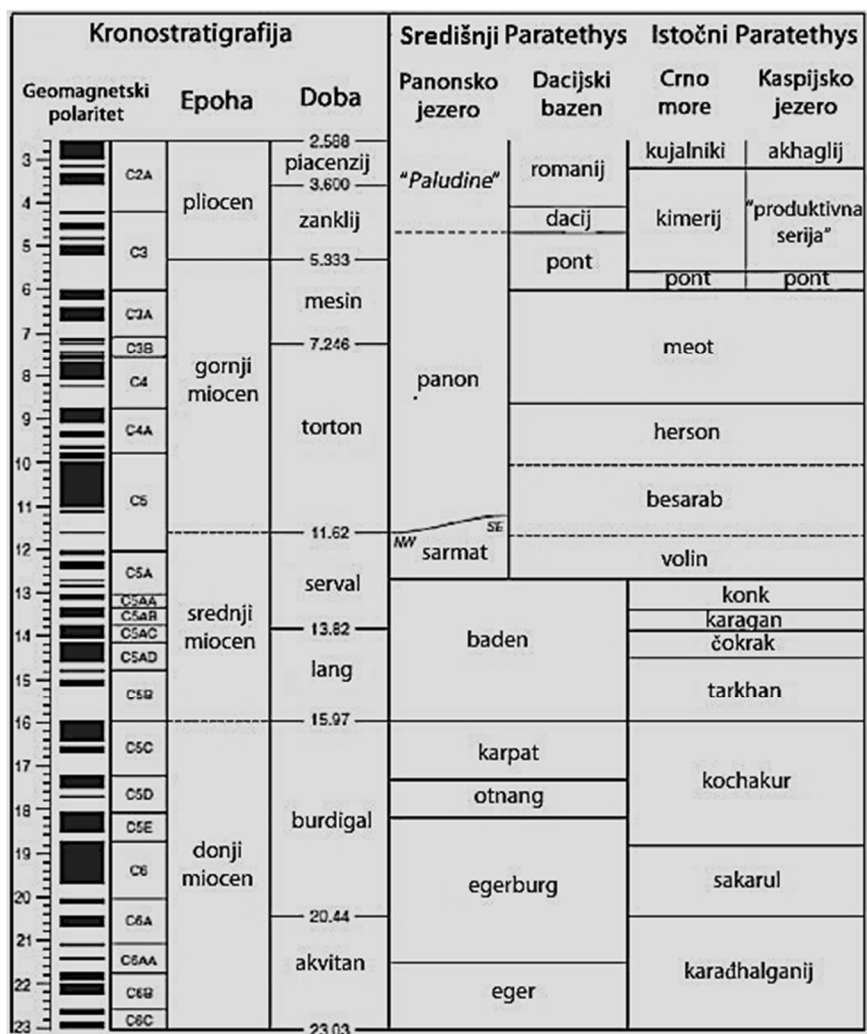 Kronostratigrafija
Središnji Paratethys
Istočni Paratethys
Geomagnetski
polaritet
Epoha
Doba
Panonsko
jezero
Dacijski
bazen
Crno
more
Kaspijsko
jezero
3
4
5
6
7
8
9
10
11
12
13
14
15
16
17
18
19
20
21
22
23
C2A
C3
C3A
C3B
C4
C4A
C5
C5A
C5AA
C5AB
C5AC
C5AD
C5B
C5C
C5D
C5E
C6
C6A
C6AA
C6B
C6C
pliocen
gornji
miocen
srednji
miocen
donji
miocen
2.588
piacenzij
3.600
zanklij
5.333
mesin
7.246
torton
11.62
serval
13.82
lang
15.97
burdigal
20.44
akvitan
23.03
"Paludine"
panon
NW
SE
sarmat
romanij
dacij
pont
kujalniki
kimerij
pont
akhaglij
"produktivna
serija"
pont
meot
herson
besarab
volin
baden
karpat
otnang
egerburg
eger
konk
karagan
čokrak
tarkhan
kochakur
sakarul
karađhalganij